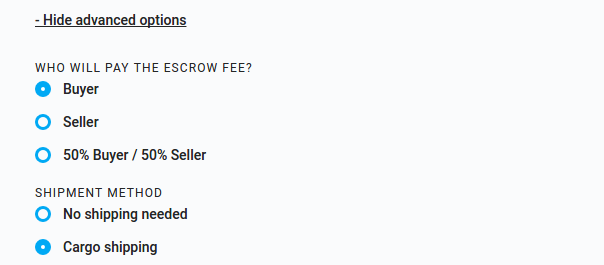 - Hide advanced options
WHO WILL PAY THE ESCROW FEE?
Buyer
Seller
50% Buyer / 50% Seller
SHIPMENT METHOD
No shipping needed
Cargo shipping